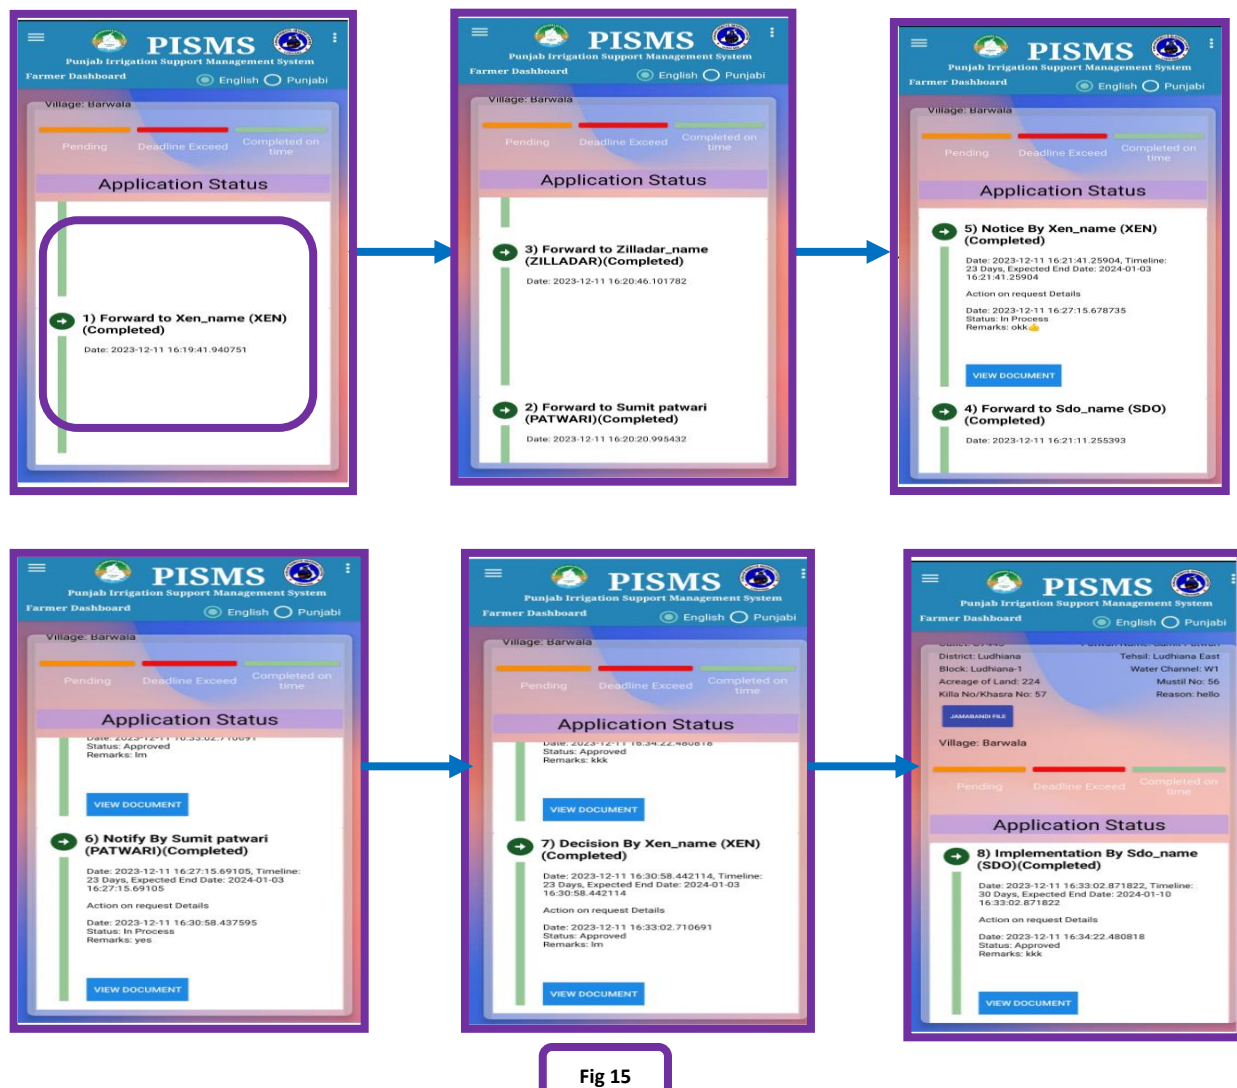 PISMS
Punjab Irrigation Support Management System
Farmer Dashboard
English
Punjabi
Village: Barwala
Pending
Deadline Exceed
Completed on
time
Application Status
1) Forward to Xen_name (XEN)
(Completed)
Date: 2023-12-11 16:19:41.940751
PISMS
Punjab Irrigation Support Management System
Farmer Dashboard
English
Punjabi
Village: Barwala
Pending
Deadline Exceed
Completed on
time
Application Status
3) Forward to Zilladar_name
(ZILLADAR)(Completed)
Date: 2023-12-11 16:20:46.101782
2) Forward to Sumit patwari
(PATWARI)(Completed)
Date: 2023-12-11 16:20:20.995432
PISMS
Punjab Irrigation Support Management System
Farmer Dashboard
English
Punjabi
Village: Barwala
Pending
Deadline Exceed
Completed on
time
Application Status
5) Notice By Xen_name (XEN)
(Completed)
Date: 2023-12-11 16:21:41.25904, Timeline:
23 Days, Expected End Date: 2024-01-03
16:21:41.25904
Action on request Details
Date: 2023-12-11 16:27:15.678735
Status: In Process
Remarks: okk👍
VIEW DOCUMENT
4) Forward to Sdo_name (SDO)
(Completed)
Date: 2023-12-11 16:21:11.255393
PISMS
Punjab Irrigation Support Management System
Farmer Dashboard
English
Punjabi
Village: Barwala
Pending
Deadline Exceed
Completed on
time
Application Status
Date: 2023-12-11 16:33:02.710691
Status: Approved
Remarks: lm
VIEW DOCUMENT
6) Notify By Sumit patwari
(PATWARI)(Completed)
Date: 2023-12-11 16:27:15.69105, Timeline:
23 Days, Expected End Date: 2024-01-03
16:27:15.69105
Action on request Details
Date: 2023-12-11 16:30:58.437595
Status: In Process
Remarks: yes
VIEW DOCUMENT
PISMS
Punjab Irrigation Support Management System
Farmer Dashboard
English
Punjabi
Village: Barwala
Pending
Deadline Exceed
Completed on
time
Application Status
Date: 2023-12-11 16:34:22.480818
Status: Approved
Remarks: kkk
VIEW DOCUMENT
7) Decision By Xen_name (XEN)
(Completed)
Date: 2023-12-11 16:30:58.442114, Timeline:
23 Days, Expected End Date: 2024-01-03
16:30:58.442114
Action on request Details
Date: 2023-12-11 16:33:02.710691
Status: Approved
Remarks: lm
VIEW DOCUMENT
PISMS
Punjab Irrigation Support Management System
Farmer Dashboard
English
Punjabi
District: Ludhiana
Tehsil: Ludhiana East
Block: Ludhiana-1
Water Channel: W1
Acreage of Land: 224
Mustil No: 56
Killa No/Khasra No: 57
Reason: hello
JAMABANDI FILE
Village: Barwala
Pending
Deadline Exceed
Completed on
time
Application Status
8) Implementation By Sdo_name
(SDO)(Completed)
Date: 2023-12-11 16:33:02.871822, Timeline:
30 Days, Expected End Date: 2024-01-10
16:33:02.871822
Action on request Details
Date: 2023-12-11 16:34:22.480818
Status: Approved
Remarks: kkk
VIEW DOCUMENT
Fig 15